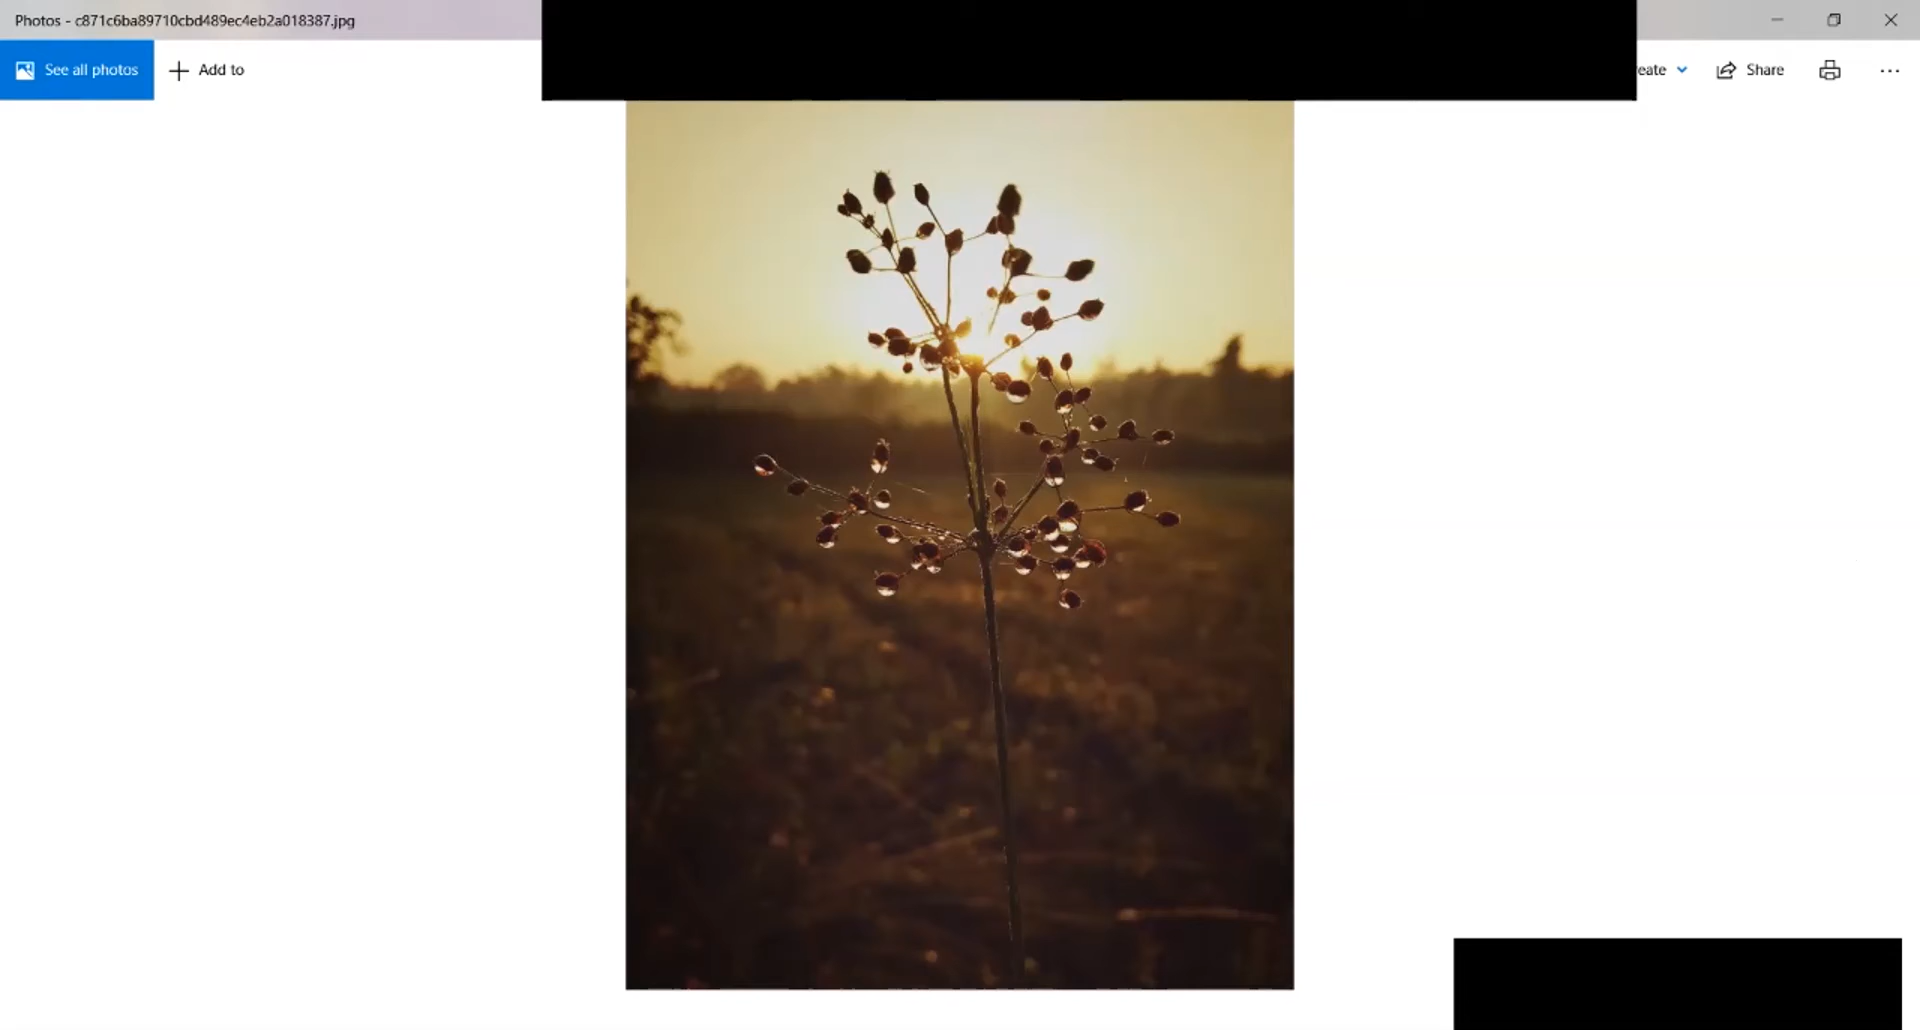 Photos - c871c6ba89710cbd489ec4eb2a018387.jpg
See all photos
Add to
eate
Share